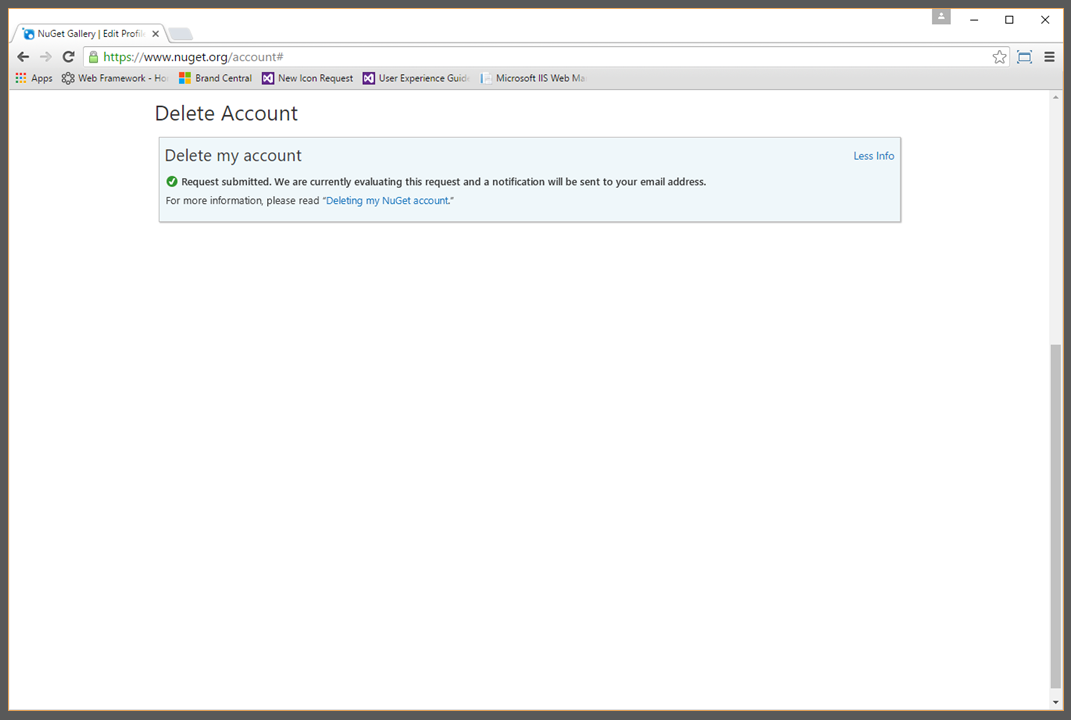 NuGet Gallery | Edit Profile
https://www.nuget.org/account#
Apps Web Framework - Ho Brand Central New Icon Request User Experience Guide Microsoft IIS Web Ma
Delete Account
Delete my account
Less Info
Request submitted. We are currently evaluating this request and a notification will be sent to your email address.
For more information, please read “Deleting my NuGet account.”